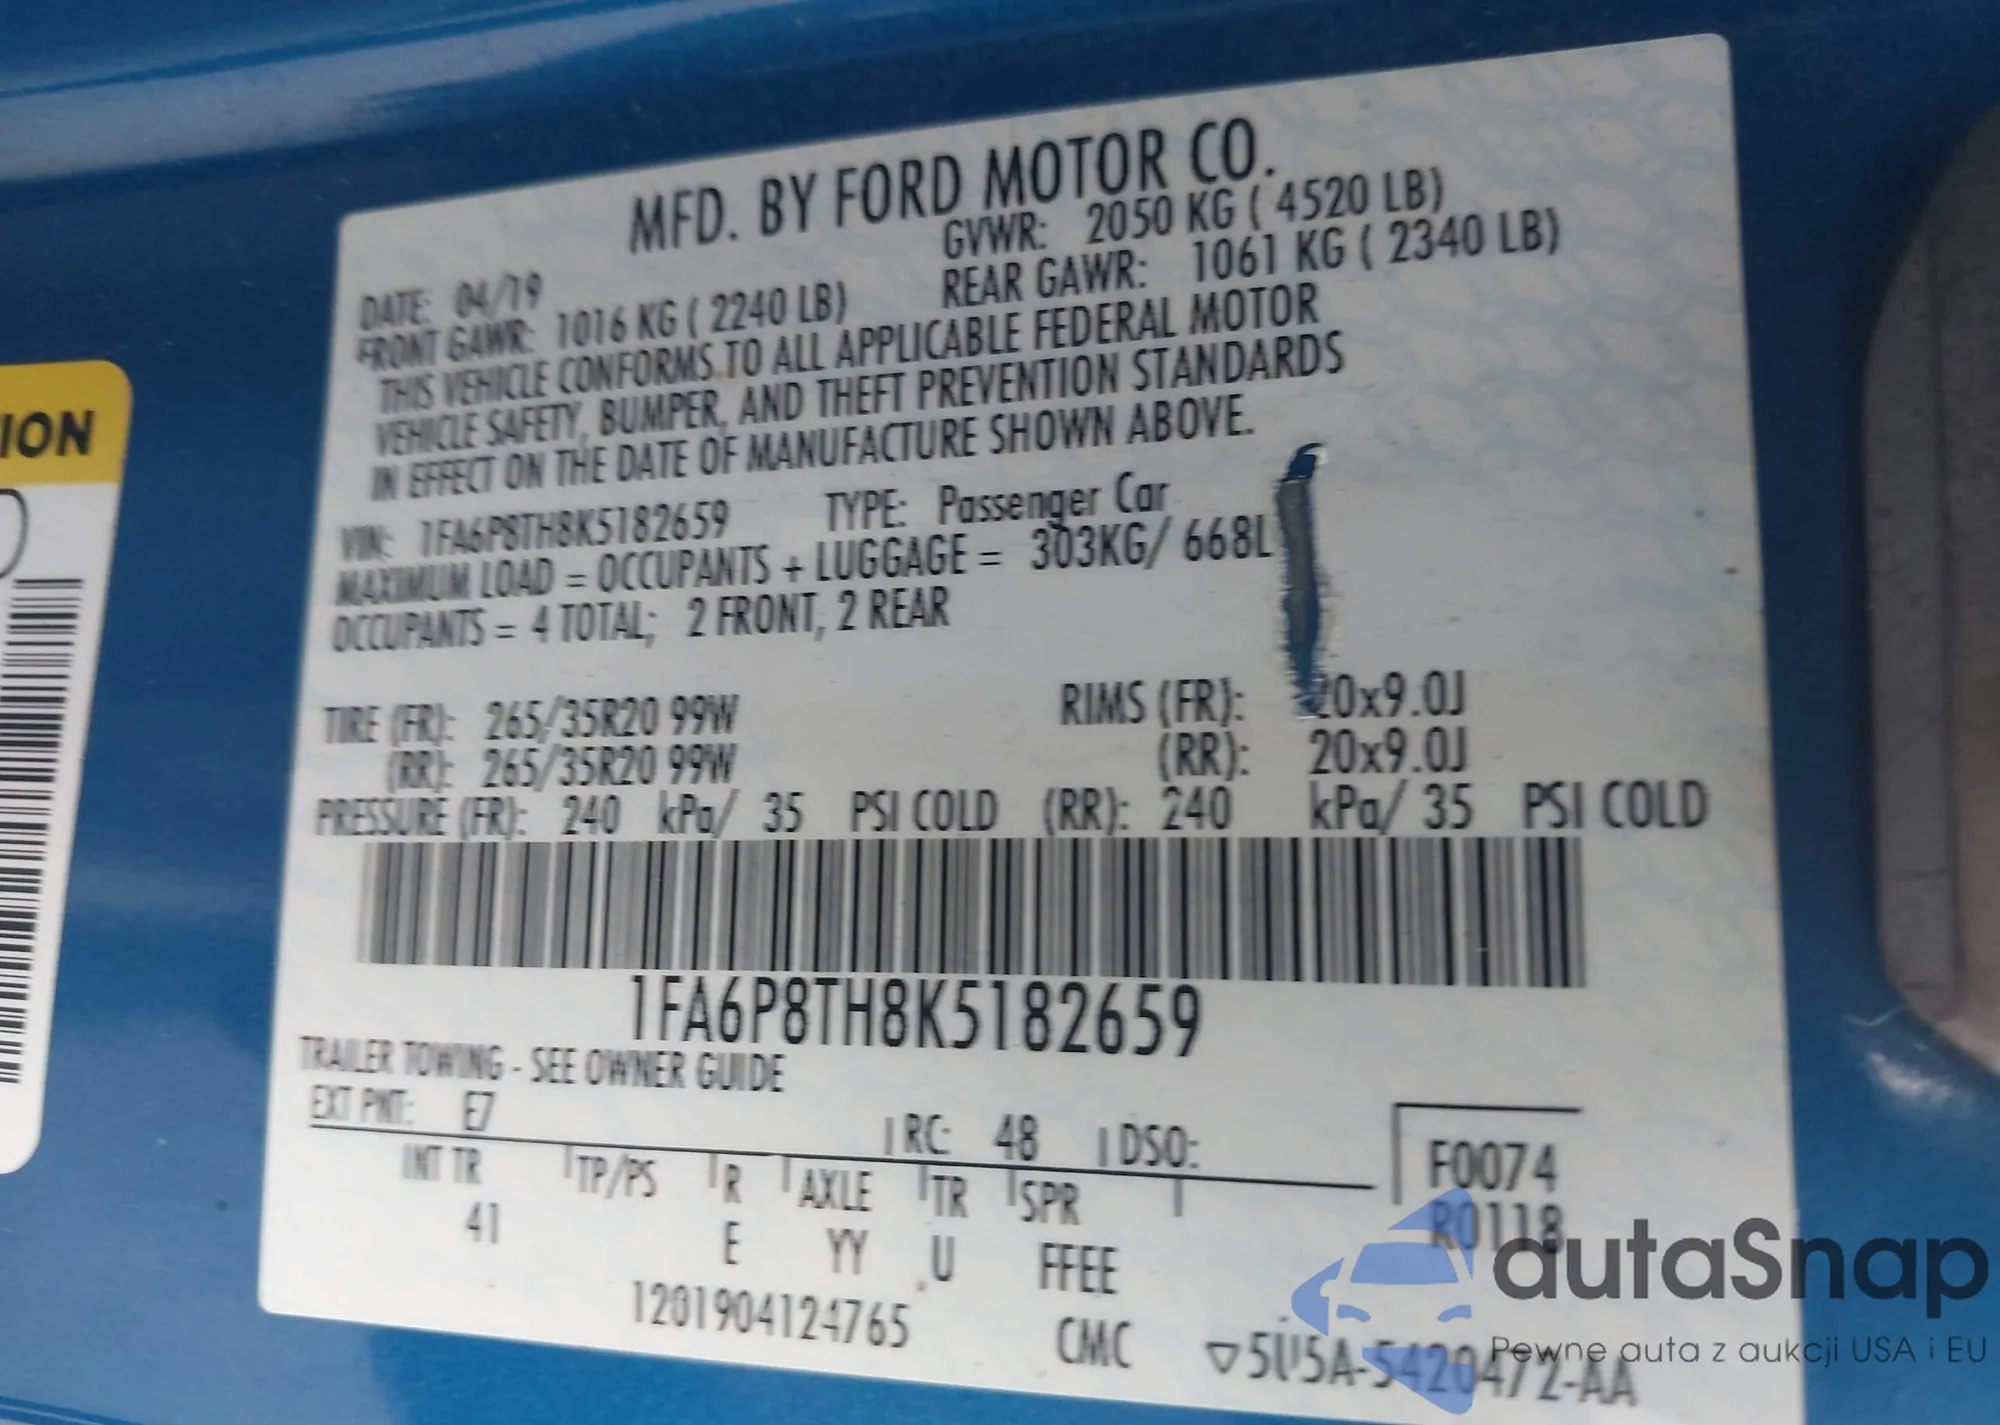 ION
MFD. BY FORD MOTOR CO.
DATE: 04/19 GVWR: 2050 KG ( 4520 LB)
FRONT GAWR: 1016 KG ( 2240 LB) REAR GAWR: 1061 KG ( 2340 LB)
THIS VEHICLE CONFORMS TO ALL APPLICABLE FEDERAL MOTOR
VEHICLE SAFETY, BUMPER, AND THEFT PREVENTION STANDARDS
IN EFFECT ON THE DATE OF MANUFACTURE SHOWN ABOVE.
VIN: 1FA6P8TH8K5182659 TYPE: Passenger Car
MAXIMUM LOAD = OCCUPANTS + LUGGAGE = 303KG/ 668L
OCCUPANTS = 4 TOTAL; 2 FRONT, 2 REAR
TIRE (FR): 265/35R20 99W RIMS (FR): 20x9.0J
(RR): 265/35R20 99W (RR): 20x9.0J
PRESSURE (FR): 240 kPa/ 35 PSI COLD (RR): 240 kPa/ 35 PSI COLD
1FA6P8TH8K5182659
TRAILER TOWING - SEE OWNER GUIDE
EXT PNT: E7 RC: 48 DSO:
INT TR TP/PS R AXLE TR SPR
41 E YY U FFEE
F0074
R0118
1201904124765 CMC ▽5U5A-5420472-AA
autaSnap
Pewne auta z aukcji USA i EU